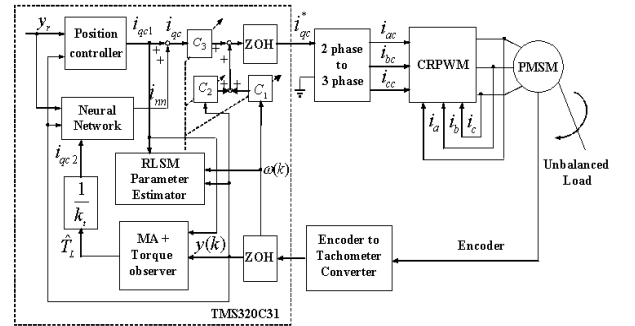 y_r
Position
controller
i_qc1
i_qc
C_3
ZOH
i*_qc
2 phase
to
3 phase
i_ac
i_bc
i_cc
CRPWM
PMSM
i_a
i_b
i_c
Unbalanced
Load
C_2
C_1
i_nn
Neural
Network
i_qc2
RLSM
Parameter
Estimator
ω(k)
1
k_t
T̂_L
MA +
Torque
observer
y(k)
ZOH
Encoder to
Tachometer
Converter
Encoder
TMS320C31
+
+
+
+
+